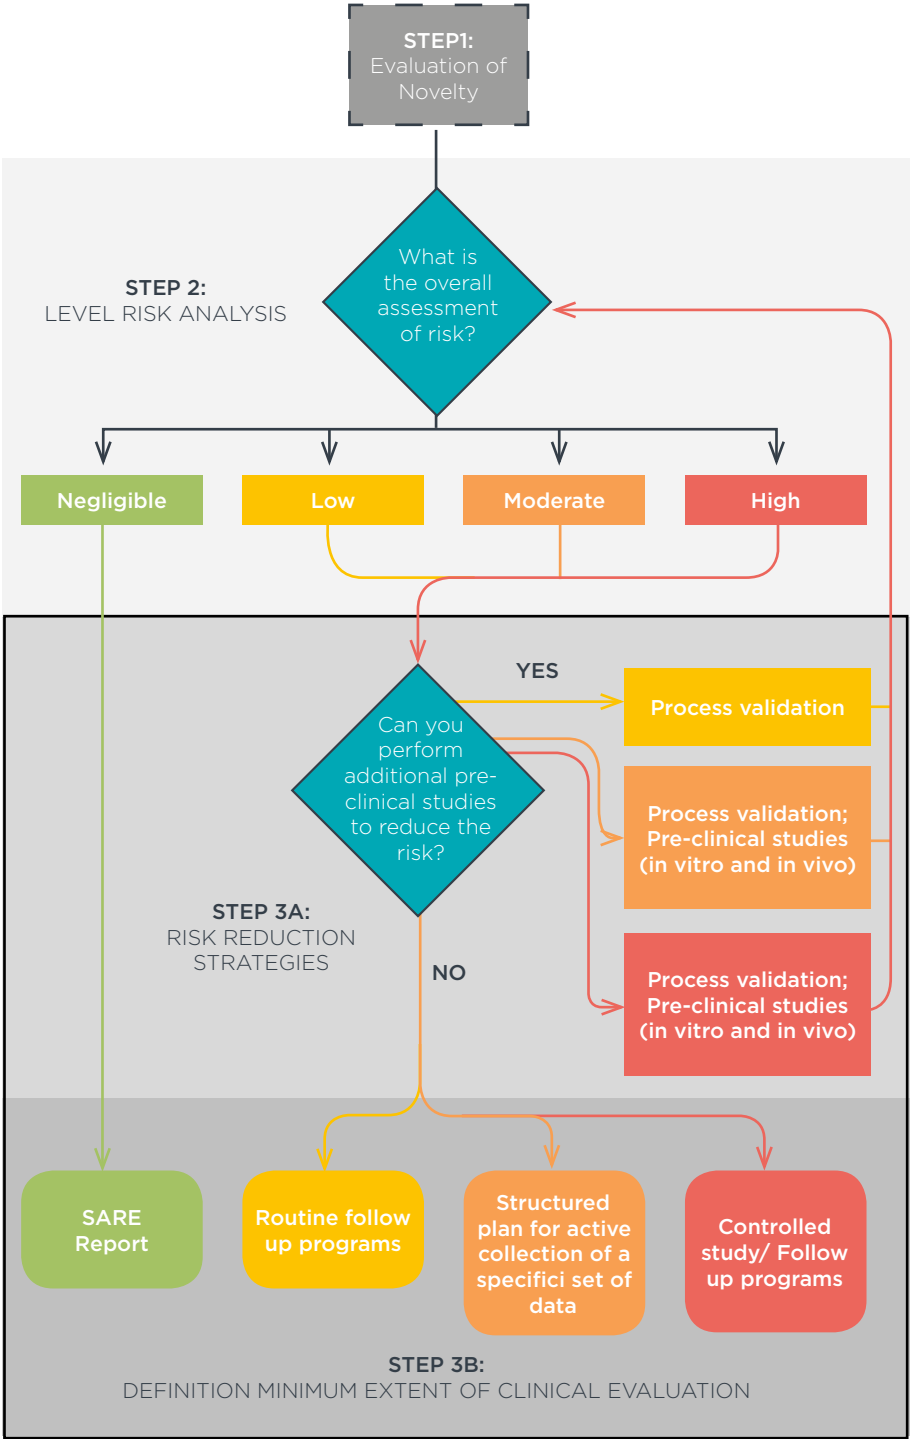 STEP1:
Evaluation of
Novelty
What is
the overall
assessment
of risk?
STEP 2:
LEVEL RISK ANALYSIS
Negligible
Low
Moderate
High
YES
Can you
perform
additional pre-
clinical studies
to reduce the
risk?
Process validation
Process validation;
Pre-clinical studies
(in vitro and in vivo)
STEP 3A:
RISK REDUCTION
STRATEGIES
NO
Process validation;
Pre-clinical studies
(in vitro and in vivo)
SARE
Report
Routine follow
up programs
Structured
plan for active
collection of a
specifici set of
data
Controlled
study/ Follow
up programs
STEP 3B:
DEFINITION MINIMUM EXTENT OF CLINICAL EVALUATION